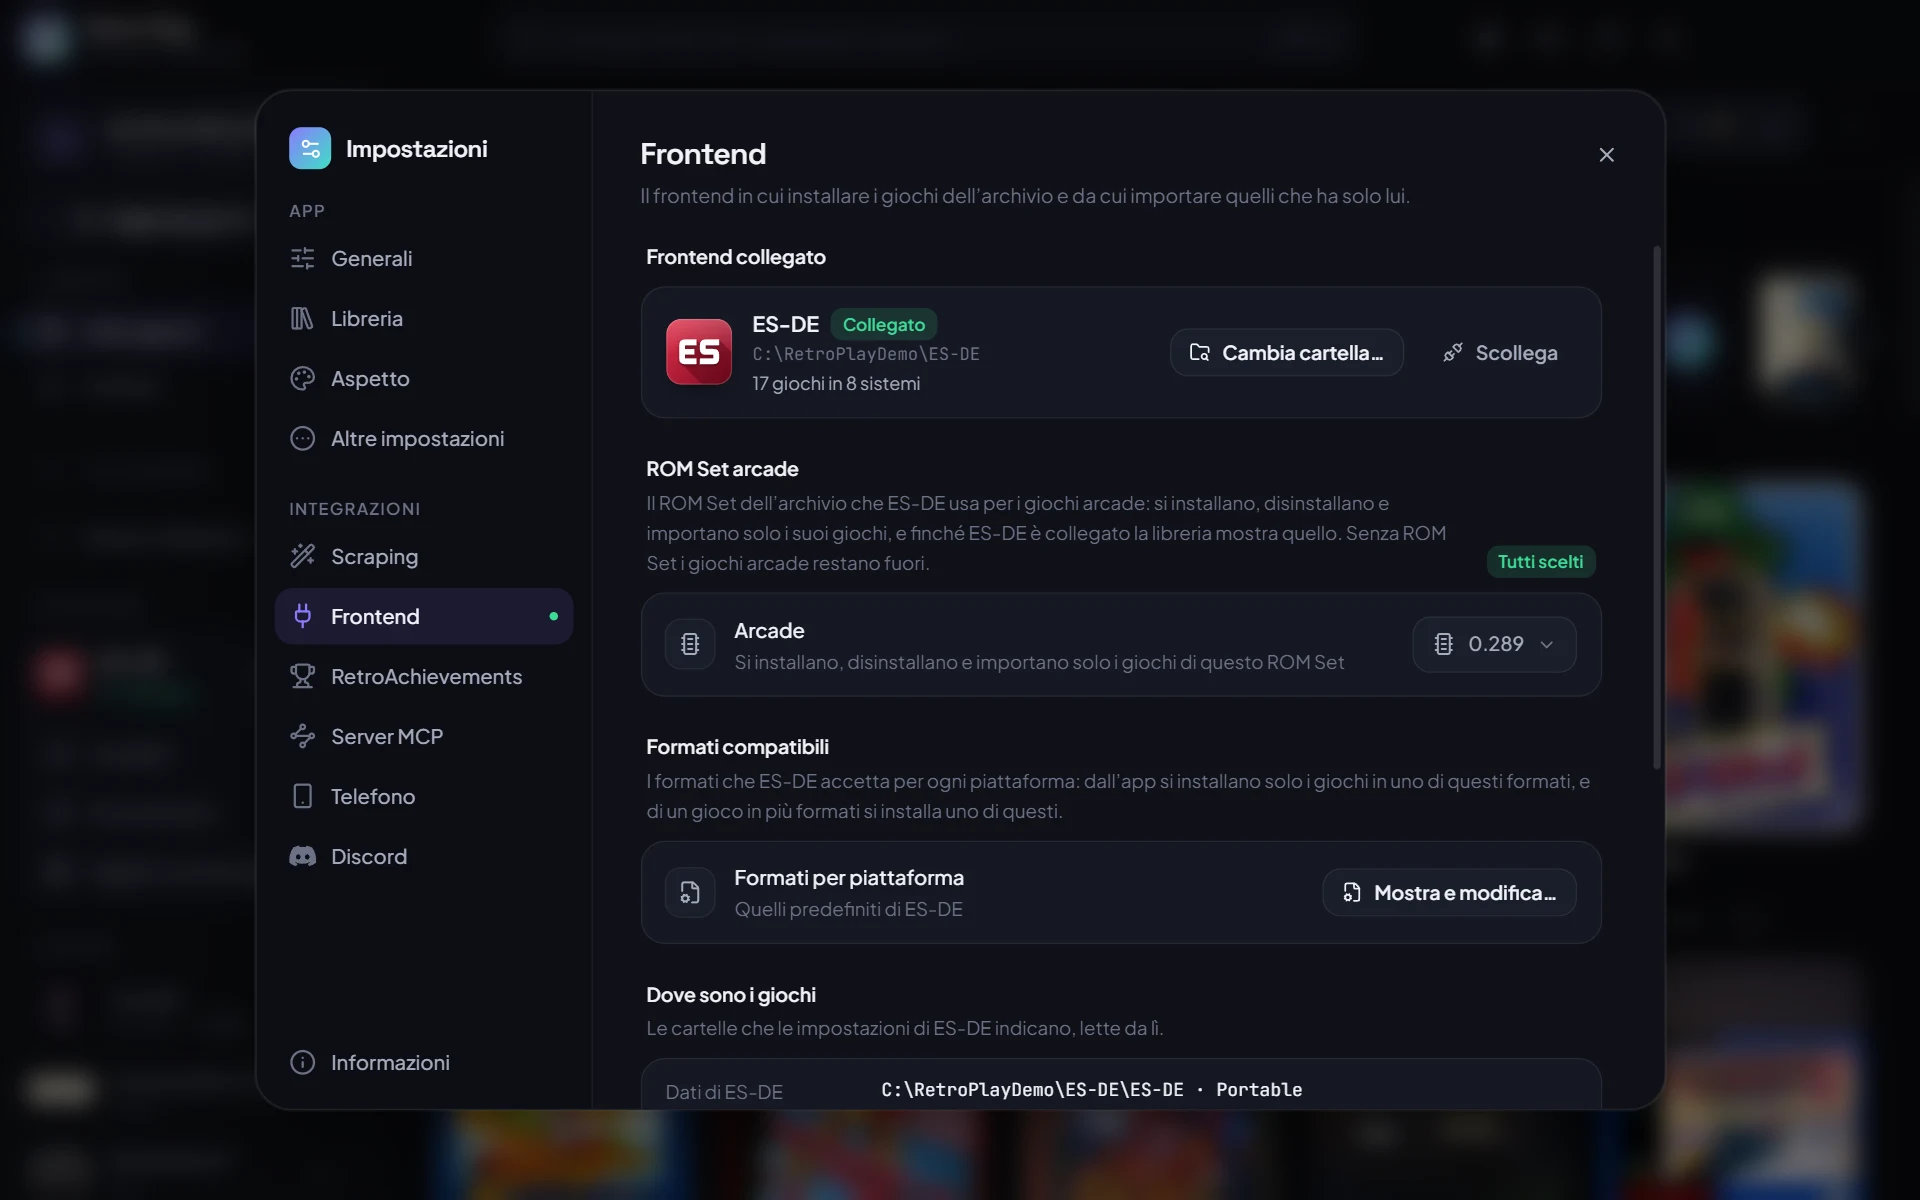 Impostazioni
APP
Generali
Libreria
Aspetto
Altre impostazioni
INTEGRAZIONI
Scraping
Frontend
RetroAchievements
Server MCP
Telefono
Discord
Informazioni
Frontend
Il frontend in cui installare i giochi dell’archivio e da cui importare quelli che ha solo lui.
Frontend collegato
ES
ES-DE Collegato
C:\RetroPlayDemo\ES-DE
17 giochi in 8 sistemi
Cambia cartella…
Scollega
ROM Set arcade
Il ROM Set dell’archivio che ES-DE usa per i giochi arcade: si installano, disinstallano e
importano solo i suoi giochi, e finché ES-DE è collegato la libreria mostra quello. Senza ROM
Set i giochi arcade restano fuori.
Tutti scelti
Arcade
Si installano, disinstallano e importano solo i giochi di questo ROM Set
0.289
Formati compatibili
I formati che ES-DE accetta per ogni piattaforma: dall’app si installano solo i giochi in uno di questi formati, e
di un gioco in più formati si installa uno di questi.
Formati per piattaforma
Quelli predefiniti di ES-DE
Mostra e modifica…
Dove sono i giochi
Le cartelle che le impostazioni di ES-DE indicano, lette da lì.
Dati di ES-DE
C:\RetroPlayDemo\ES-DE\ES-DE · Portable